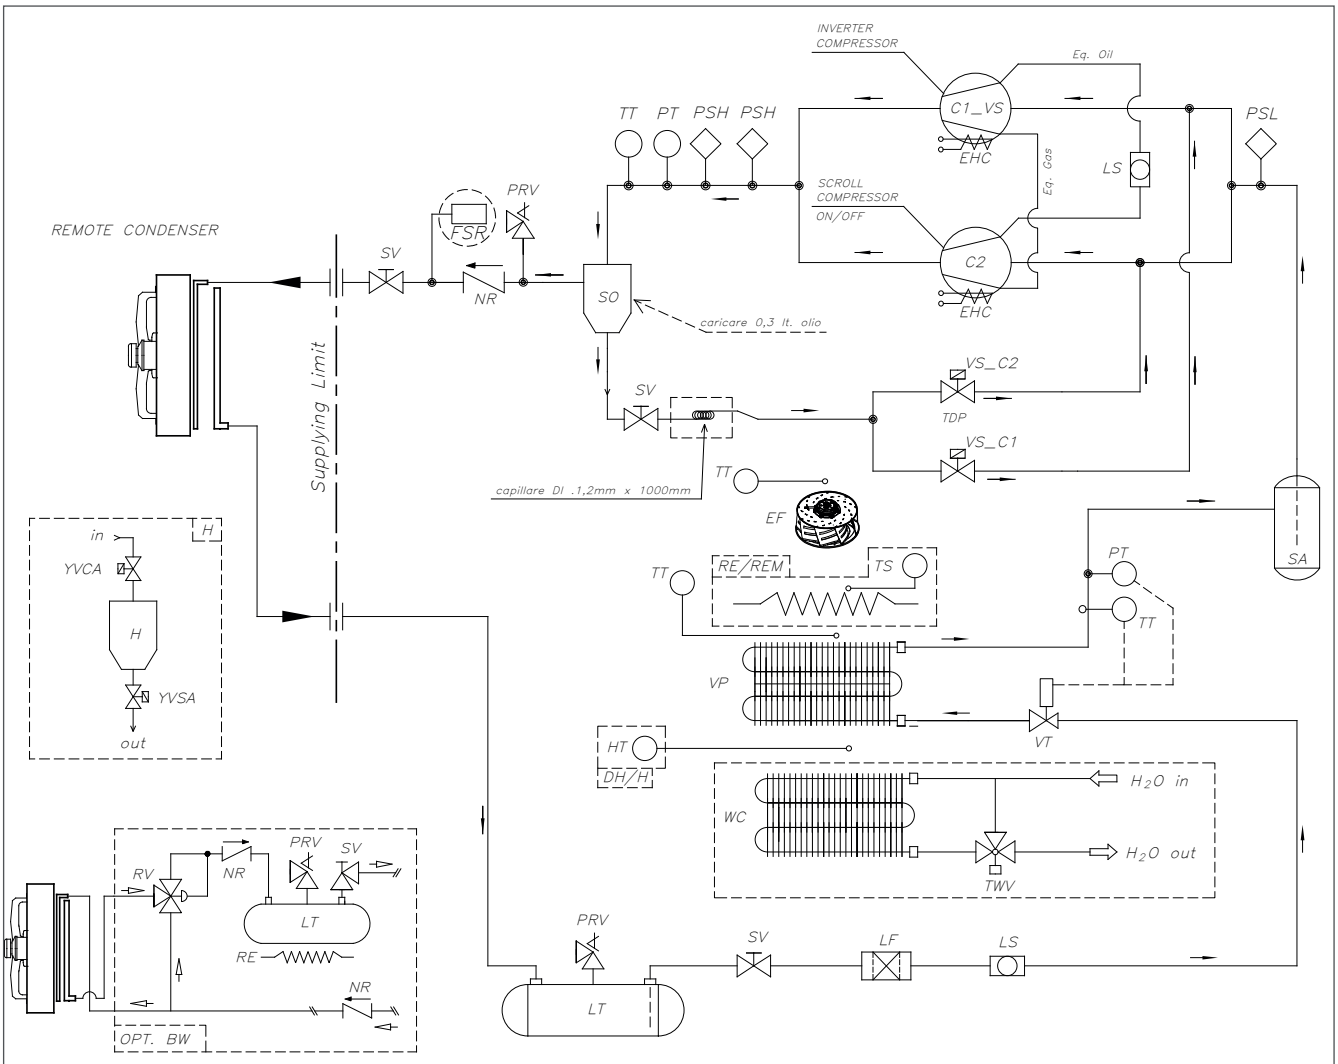 INVERTER
COMPRESSOR
Eq. Oil
C1_VS
TT
PT
PSH
PSH
EHC
Eq. Gas
LS
PSL
SCROLL
COMPRESSOR
ON/OFF
PRV
FSR
REMOTE CONDENSER
SV
NR
C2
EHC
SO
caricare 0,3 lt. olio
Supplying Limit
SV
VS_C2
TDP
VS_C1
TT
capillare DI .1,2mm x 1000mm
EF
SA
in
H
YVCA
H
YVSA
out
TT
RE/REM
TS
PT
TT
VP
VT
HT
DH/H
WC
H2O in
H2O out
TWV
RV
NR
PRV
SV
LT
RE
NR
OPT. BW
PRV
LT
SV
LF
LS